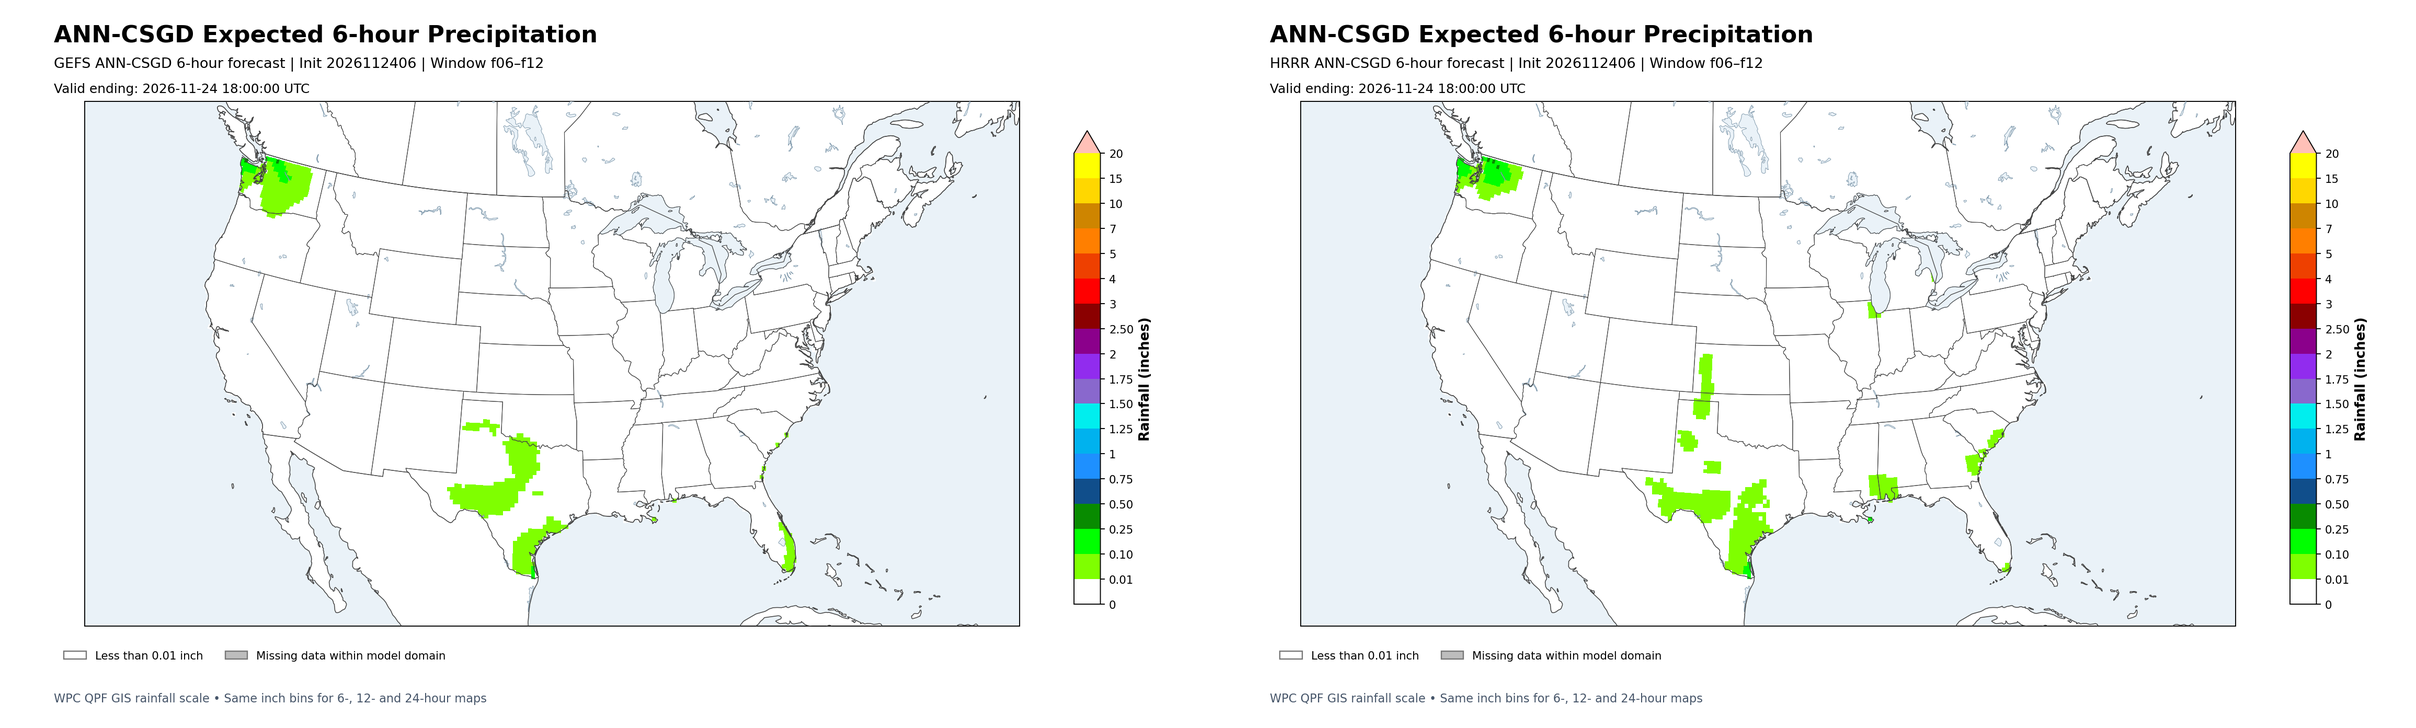 ANN-CSGD Expected 6-hour Precipitation
GEFS ANN-CSGD 6-hour forecast | Init 2026112406 | Window f06–f12
Valid ending: 2026-11-24 18:00:00 UTC
20
15
10
7
5
4
3
2.50
2
1.75
1.50
1.25
1
0.75
0.50
0.25
0.10
0.01
0
Rainfall (inches)
Less than 0.01 inch
Missing data within model domain
WPC QPF GIS rainfall scale • Same inch bins for 6-, 12- and 24-hour maps
ANN-CSGD Expected 6-hour Precipitation
HRRR ANN-CSGD 6-hour forecast | Init 2026112406 | Window f06–f12
Valid ending: 2026-11-24 18:00:00 UTC
20
15
10
7
5
4
3
2.50
2
1.75
1.50
1.25
1
0.75
0.50
0.25
0.10
0.01
0
Rainfall (inches)
Less than 0.01 inch
Missing data within model domain
WPC QPF GIS rainfall scale • Same inch bins for 6-, 12- and 24-hour maps